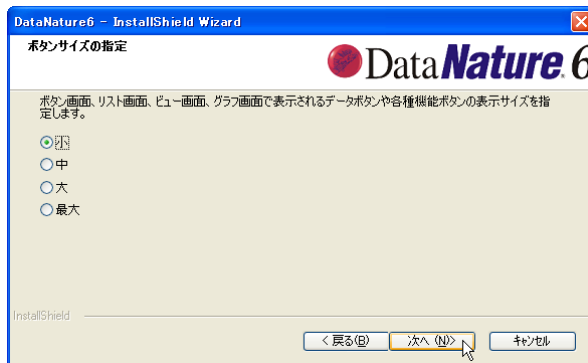 DataNature6 - InstallShield Wizard
ボタンサイズの指定
DataNature. 6
ボタン画面、リスト画面、ビュー画面、グラフ画面で表示されるデータボタンや各種機能ボタンの表示サイズを指
定します。
小
中
大
最大
InstallShield
< 戻る(B)
次へ (N)>
キャンセル